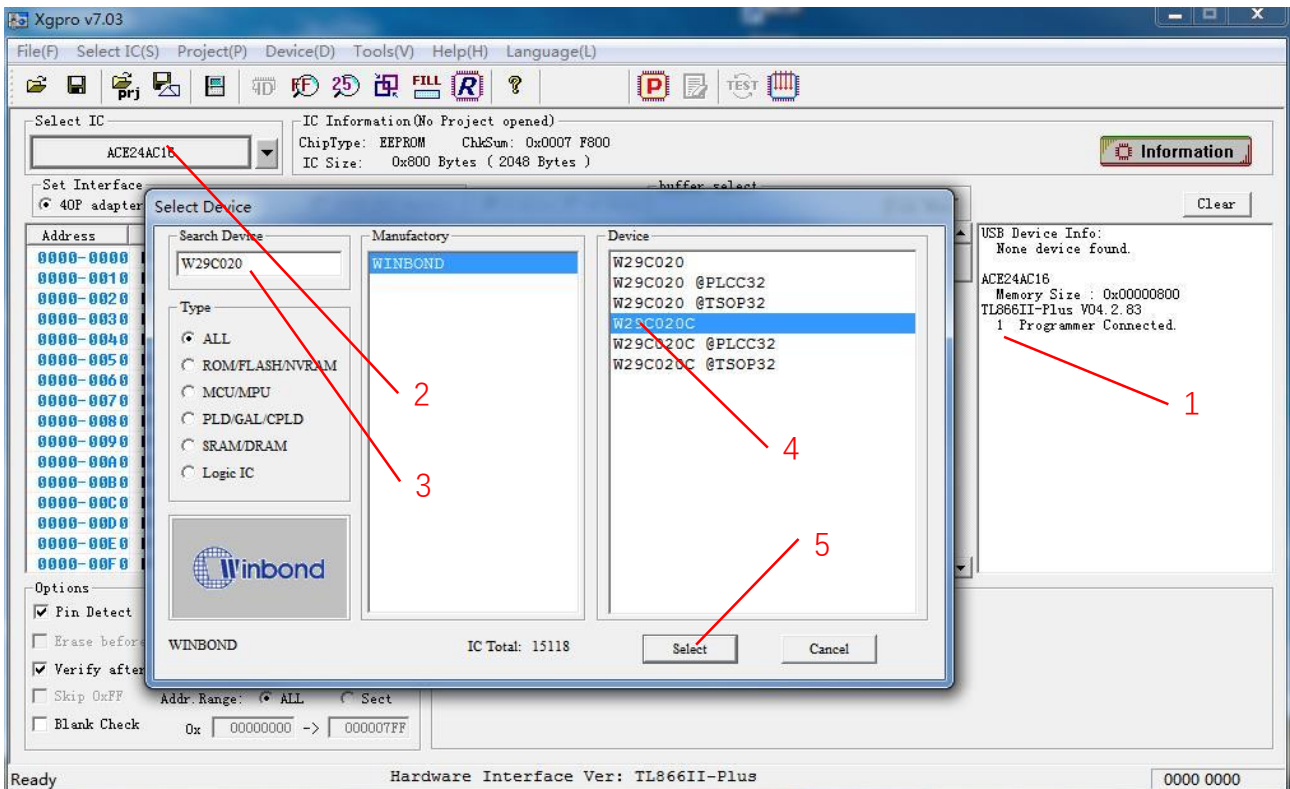 Xgpro v7.03
File(F) Select IC(S) Project(P) Device(D) Tools(V) Help(H) Language(L)
prj 4D FF 25 FILL R ? P TEST
Select IC
ACE24AC16
IC Information(No Project opened)
ChipType: EEPROM ChkSum: 0x0007 F800
IC Size: 0x800 Bytes ( 2048 Bytes )
Information
Set Interface
40P adapter
buffer select
Clear
Select Device
Search Device
W29C020
Type
ALL
ROM/FLASH/NVRAM
MCU/MPU
PLD/GAL/CPLD
SRAM/DRAM
Logic IC
Winbond
WINBOND
Manufactory
WINBOND
Device
W29C020
W29C020 @PLCC32
W29C020 @TSOP32
W29C020C
W29C020C @PLCC32
W29C020C @TSOP32
IC Total: 15118
Select
Cancel
Address
0000-0000
0000-0010
0000-0020
0000-0030
0000-0040
0000-0050
0000-0060
0000-0070
0000-0080
0000-0090
0000-00A0
0000-00B0
0000-00C0
0000-00D0
0000-00E0
0000-00F0
USB Device Info:
None device found.
ACE24AC16
Memory Size : 0x00000800
TL866II-Plus V04.2.83
1 Programmer Connected.
1
2
3
4
5
Options
Pin Detect
Erase before
Verify after
Skip 0xFF
Blank Check
Addr. Range: ALL Sect
0x 00000000 -> 000007FF
Ready
Hardware Interface Ver: TL866II-Plus
0000 0000